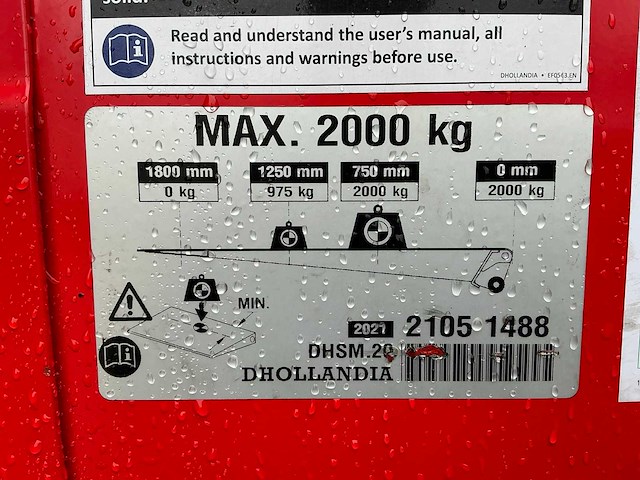 Read and understand the user's manual, all
instructions and warnings before use.
DHOLLANDIA • EF0563.EN
MAX. 2000 kg
1800 mm 1250 mm 750 mm 0 mm
0 kg 975 kg 2000 kg 2000 kg
MIN.
2021 2105 1488
DHSM.20
DHOLLANDIA